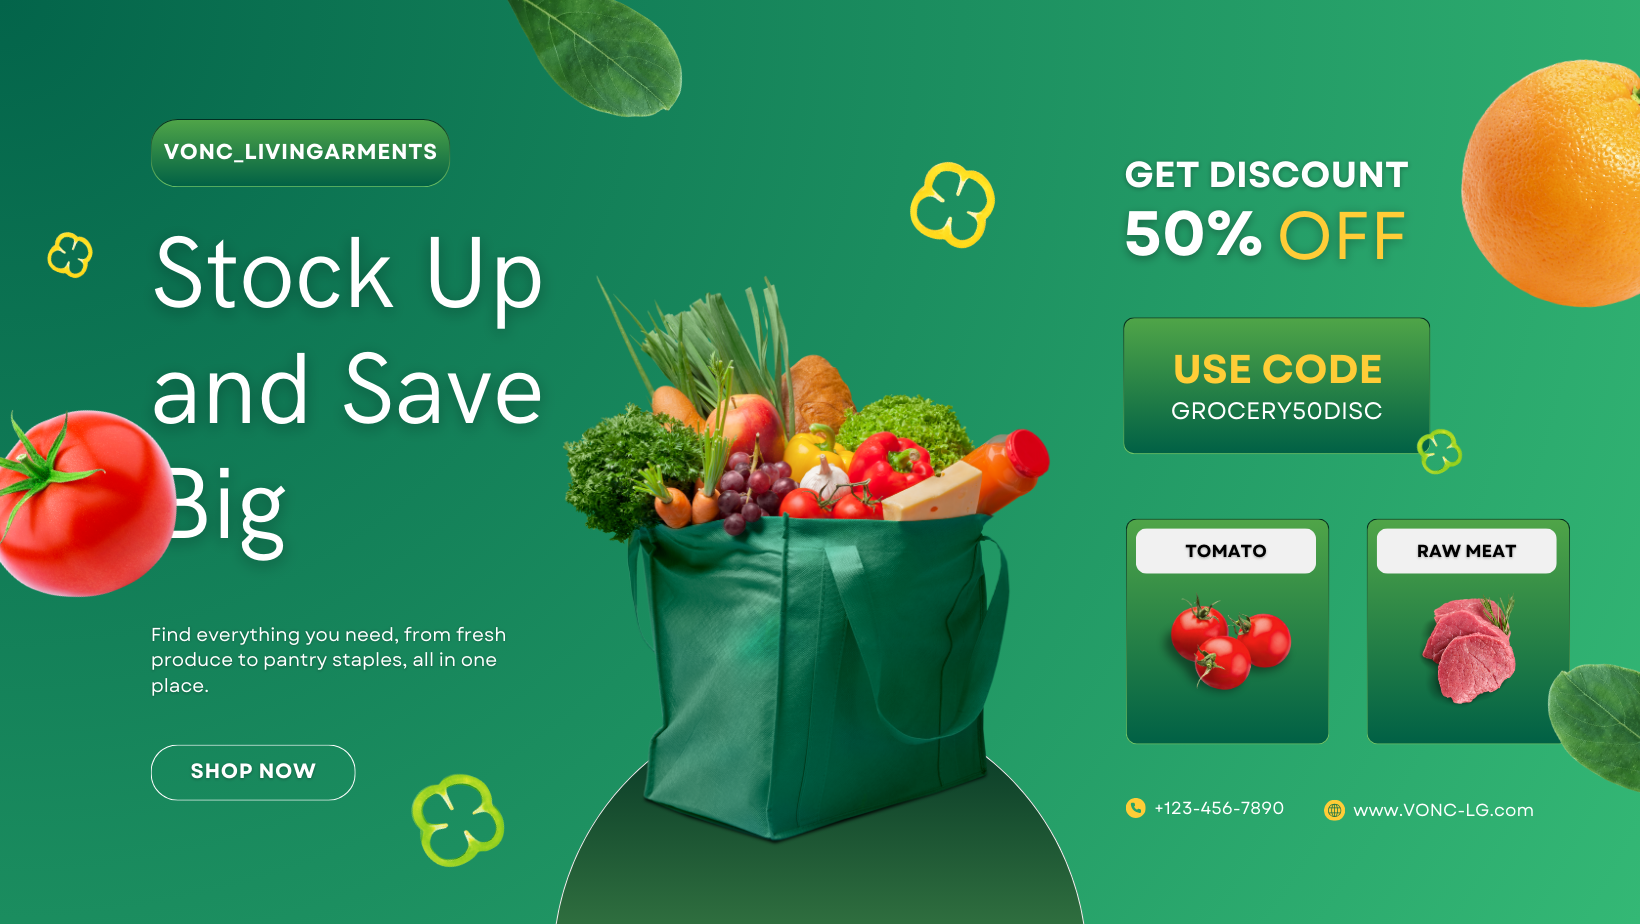 VONC_LIVINGARMENTS
Stock Up
and Save
Big
Find everything you need, from fresh
produce to pantry staples, all in one
place.
SHOP NOW
GET DISCOUNT
50% OFF
USE CODE
GROCERY50DISC
TOMATO
RAW MEAT
+123-456-7890
www.VONC-LG.com